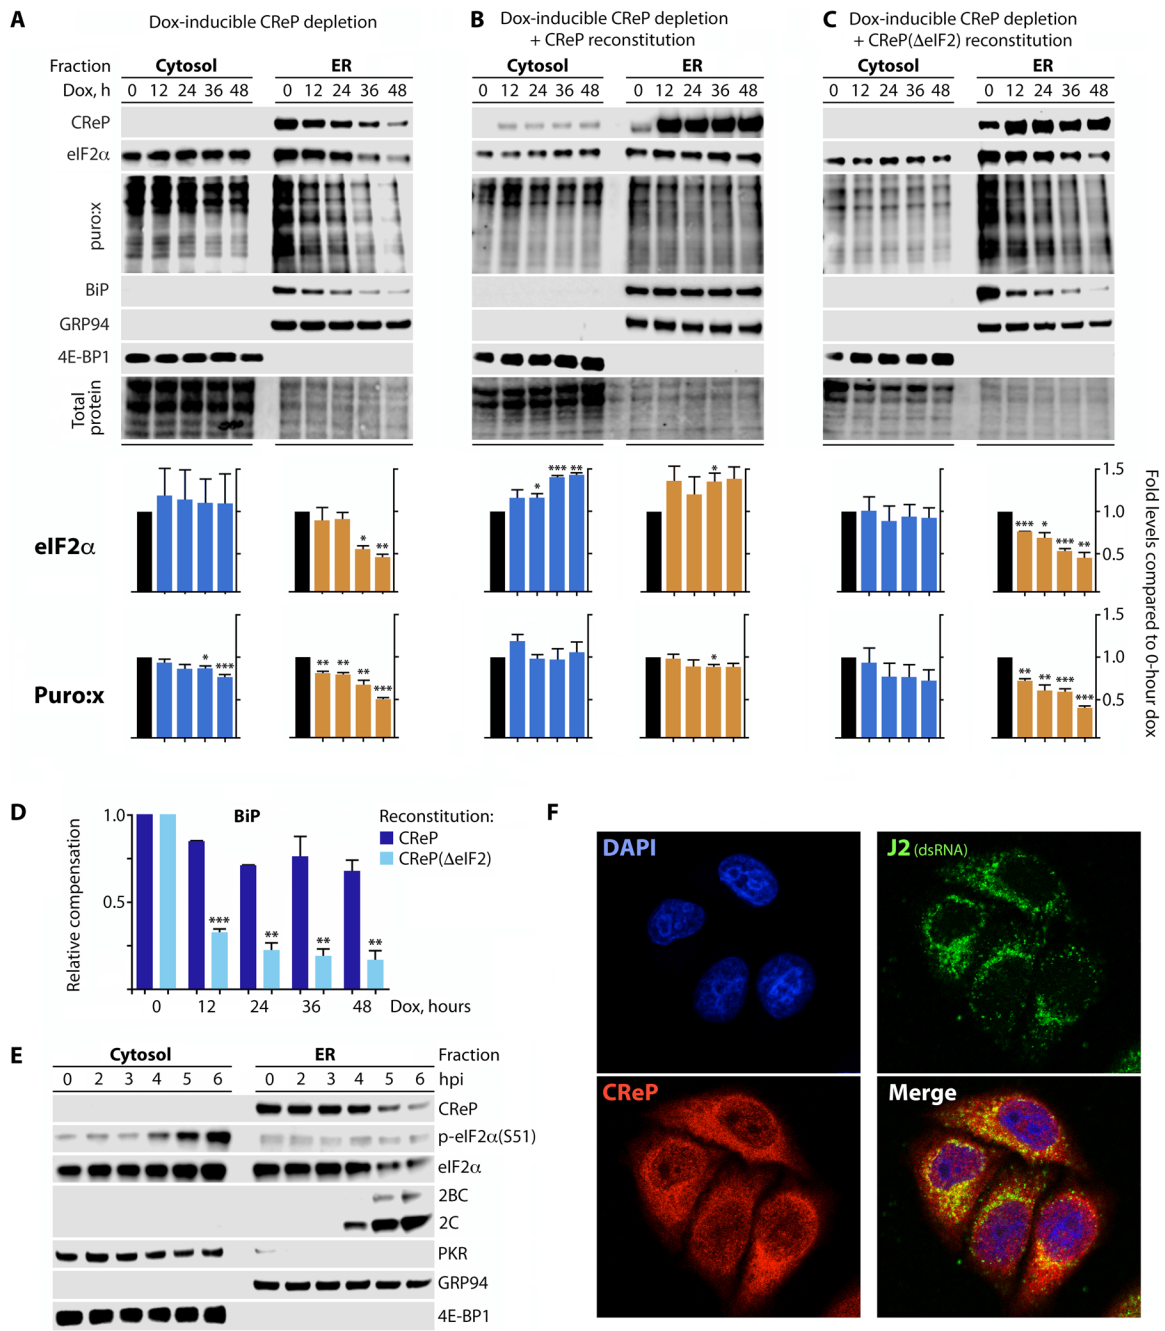 A Dox-inducible CReP depletion
Fraction Cytosol ER
Dox, h 0 12 24 36 48 0 12 24 36 48
CReP
eIF2α
puro:x
BiP
GRP94
4E-BP1
Total
protein
B Dox-inducible CReP depletion
+ CReP reconstitution
Cytosol ER
0 12 24 36 48 0 12 24 36 48
C Dox-inducible CReP depletion
+ CReP(ΔeIF2) reconstitution
Cytosol ER
0 12 24 36 48 0 12 24 36 48
eIF2α
* **
* *** **
*
*** * *** **
1.5
1.0
0.5
Puro:x
* ***
** ** ** ***
*
** ** *** ***
1.5
1.0
0.5
Fold levels compared to 0-hour dox
D BiP
Relative compensation
1.0
0.5
Reconstitution:
CReP
CReP(ΔeIF2)
*** ** ** **
0 12 24 36 48 Dox, hours
E Cytosol ER Fraction
0 2 3 4 5 6 0 2 3 4 5 6 hpi
CReP
p-eIF2α(S51)
eIF2α
2BC
2C
PKR
GRP94
4E-BP1
F
DAPI
J2 (dsRNA)
CReP
Merge